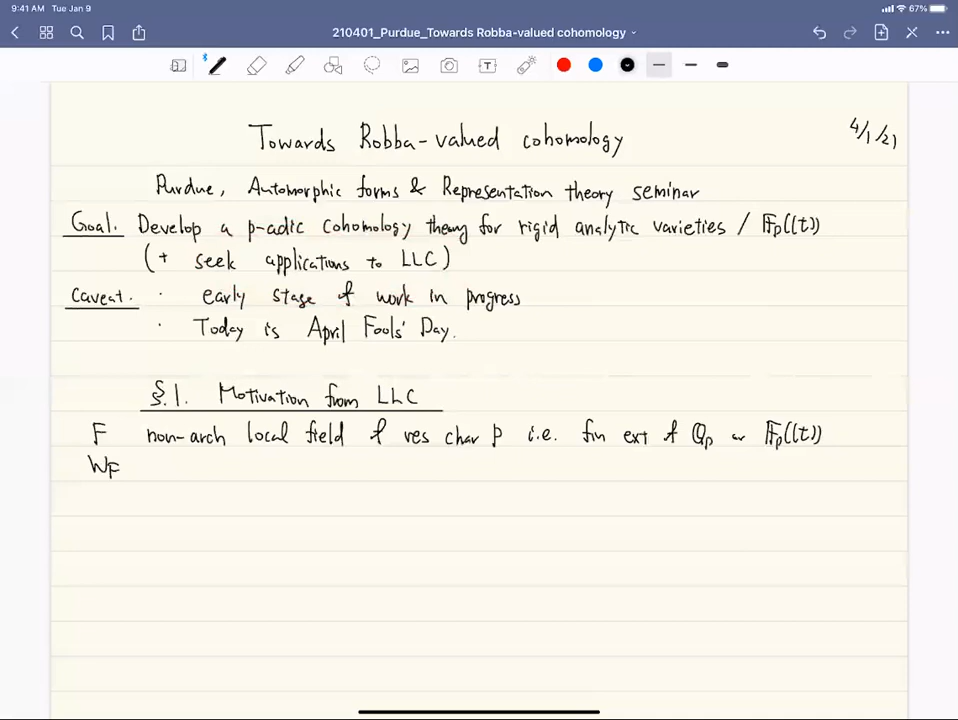 9:41 AM Tue Jan 9 67%
210401_Purdue_Towards Robba-valued cohomology
Towards Robba-valued cohomology 4/1/21
Purdue, Automorphic forms & Representation theory seminar
Goal. Develop a p-adic cohomology theory for rigid analytic varieties / 𝔽p((t))
(+ seek applications to LLC)
Caveat. · early stage of work in progress
· Today is April Fools' Day.
§.1. Motivation from LLC
F non-arch local field of res char p i.e. fin ext of ℚp or 𝔽p((t))
WF